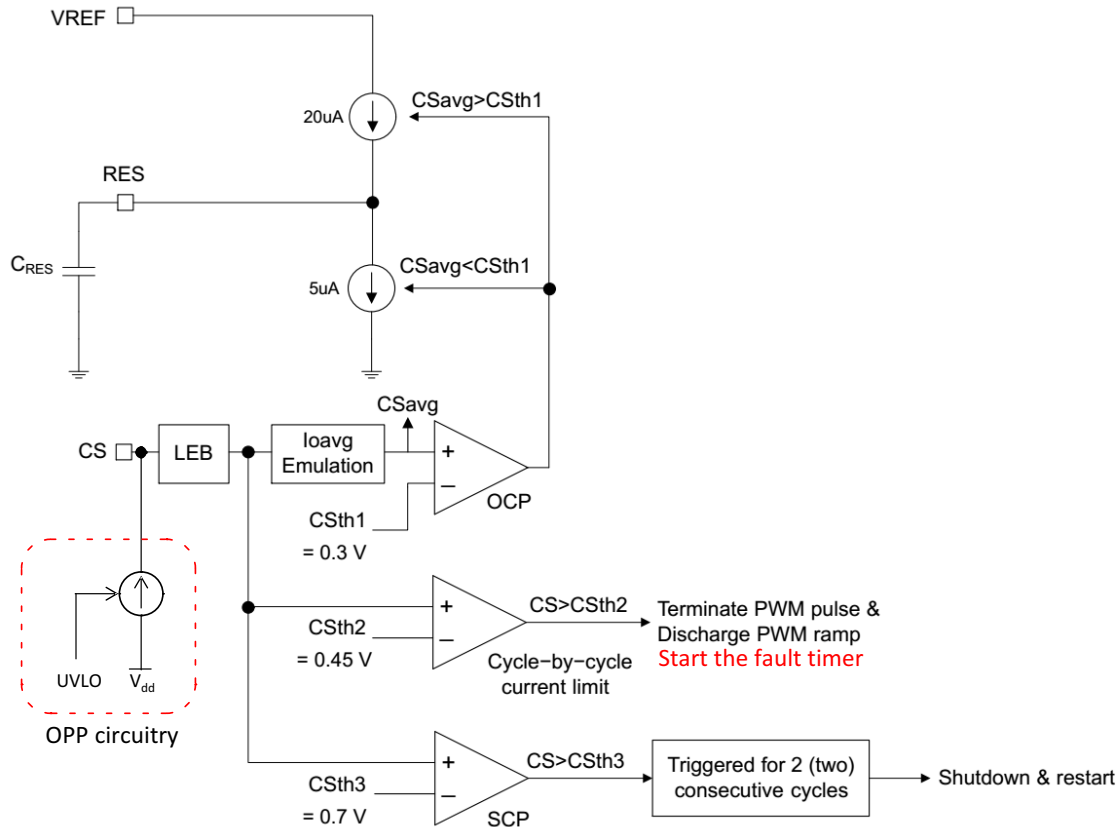 VREF
20uA
CSavg>CSth1
RES
CRES
5uA
CSavg<CSth1
CSavg
CS
LEB
Ioavg
Emulation
+
−
OCP
CSth1
= 0.3 V
UVLO
Vdd
OPP circuitry
+
−
CSth2
= 0.45 V
CS>CSth2
Cycle−by−cycle
current limit
Terminate PWM pulse &
Discharge PWM ramp
Start the fault timer
+
−
CSth3
= 0.7 V
SCP
CS>CSth3
Triggered for 2 (two)
consecutive cycles
Shutdown & restart